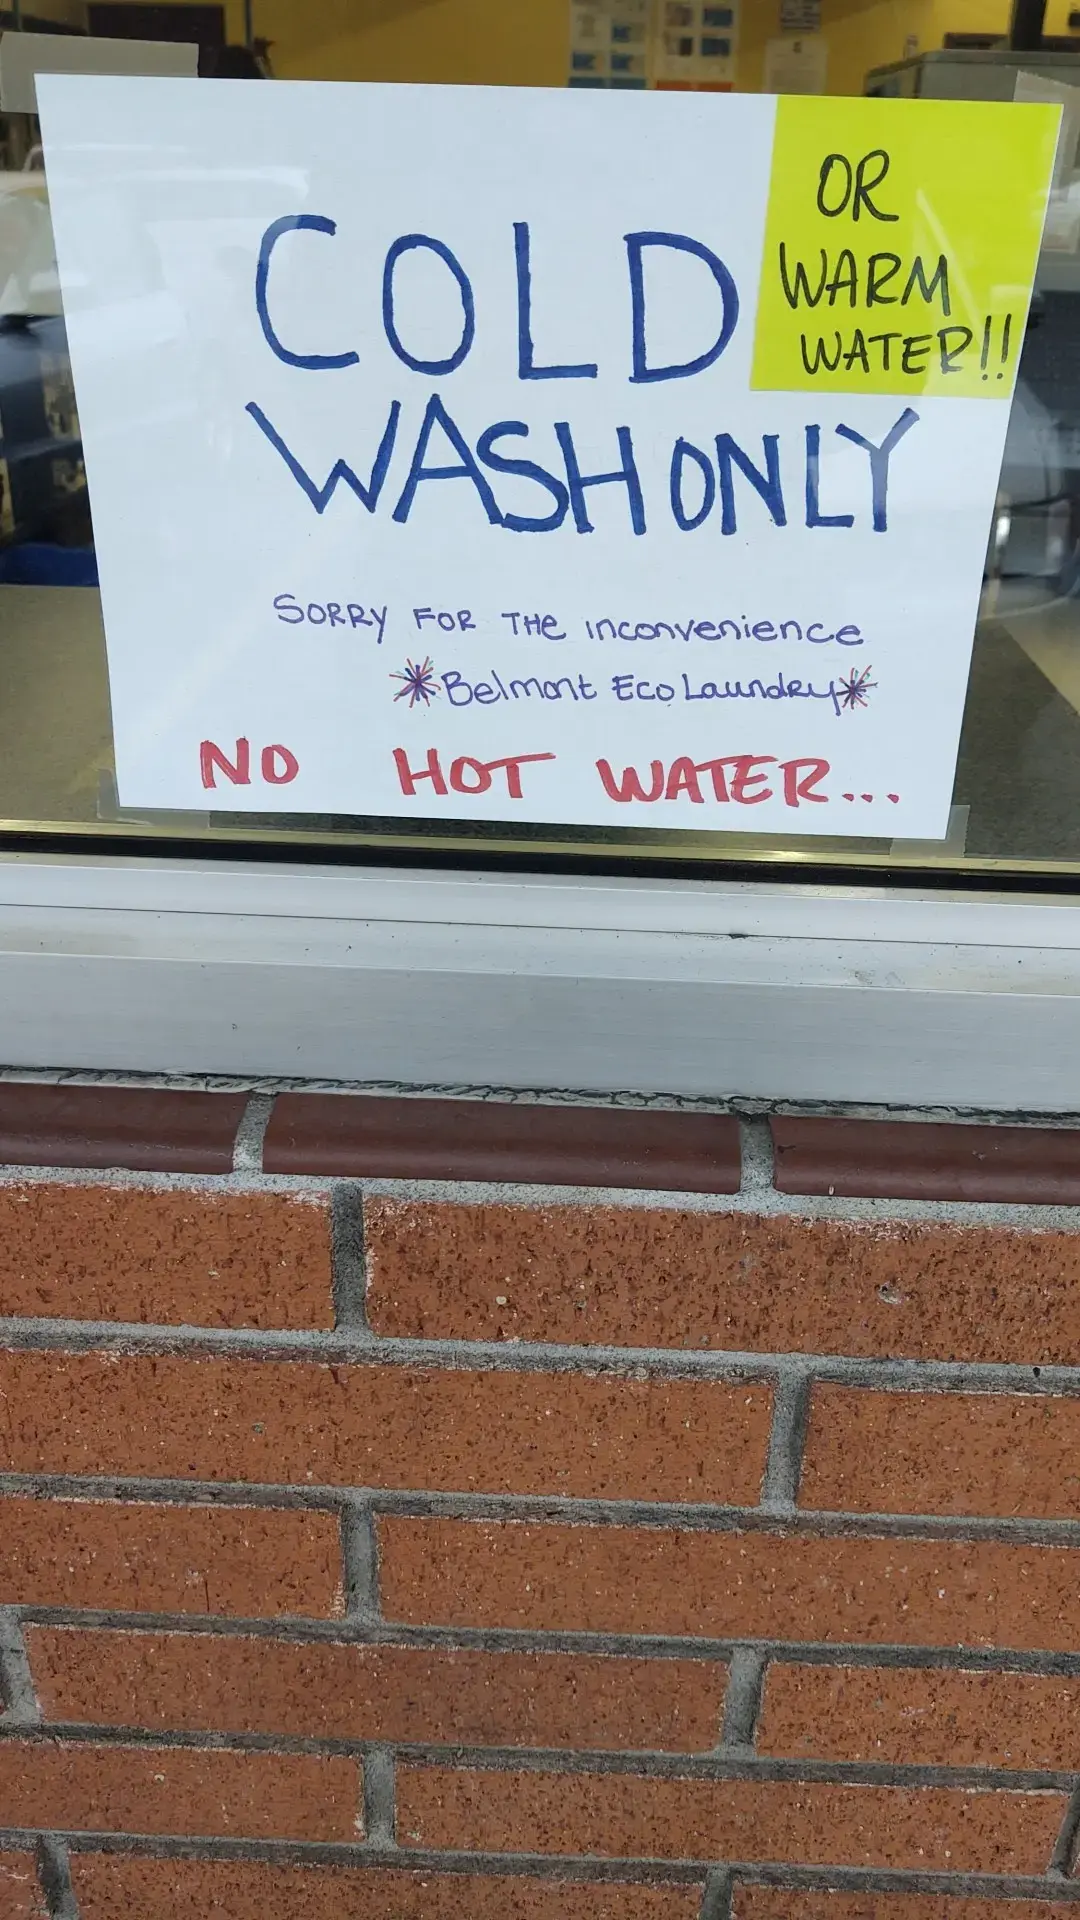 COLD
OR
WARM
WATER!!
WASH ONLY
SORRY FOR THE inconvenience
Belmont Eco Laundry
NO HOT WATER...